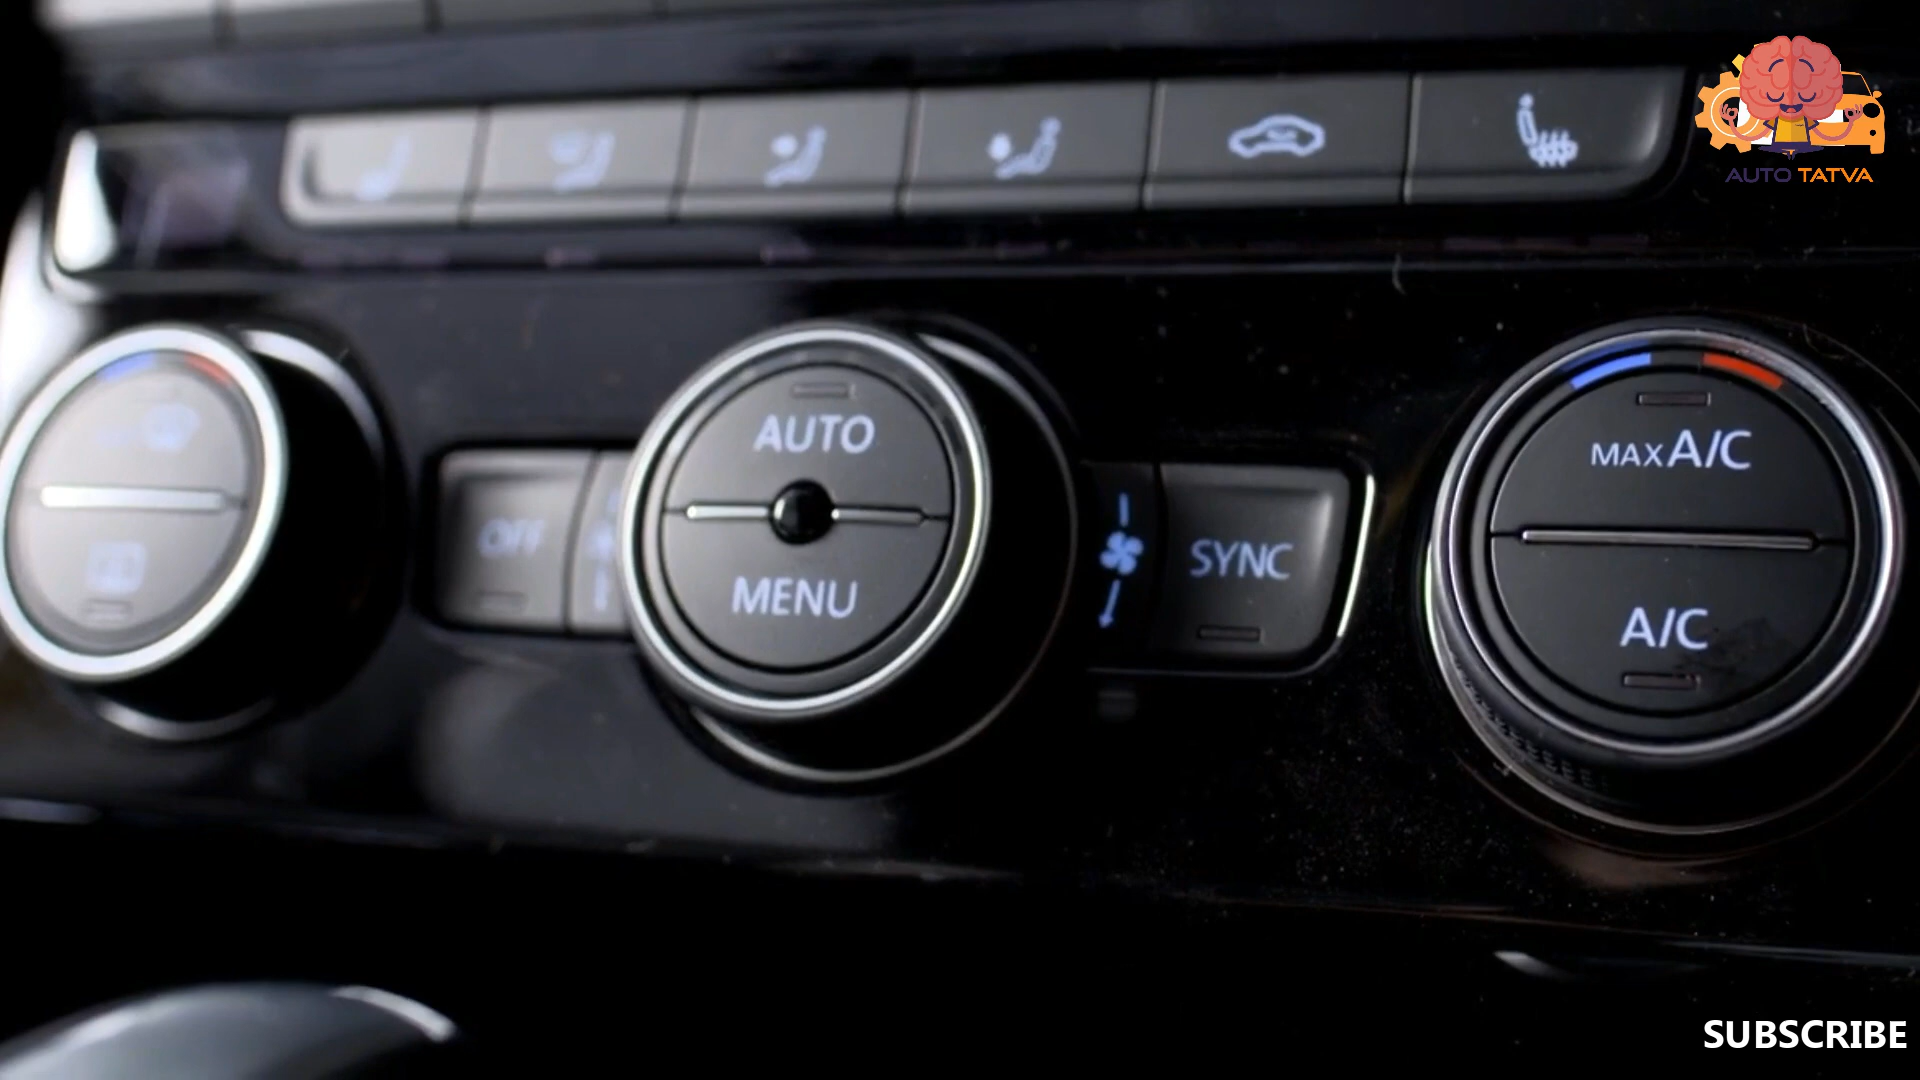 AUTO TATVA
AUTO
MENU
OFF
SYNC
MAX A/C
A/C
SUBSCRIBE